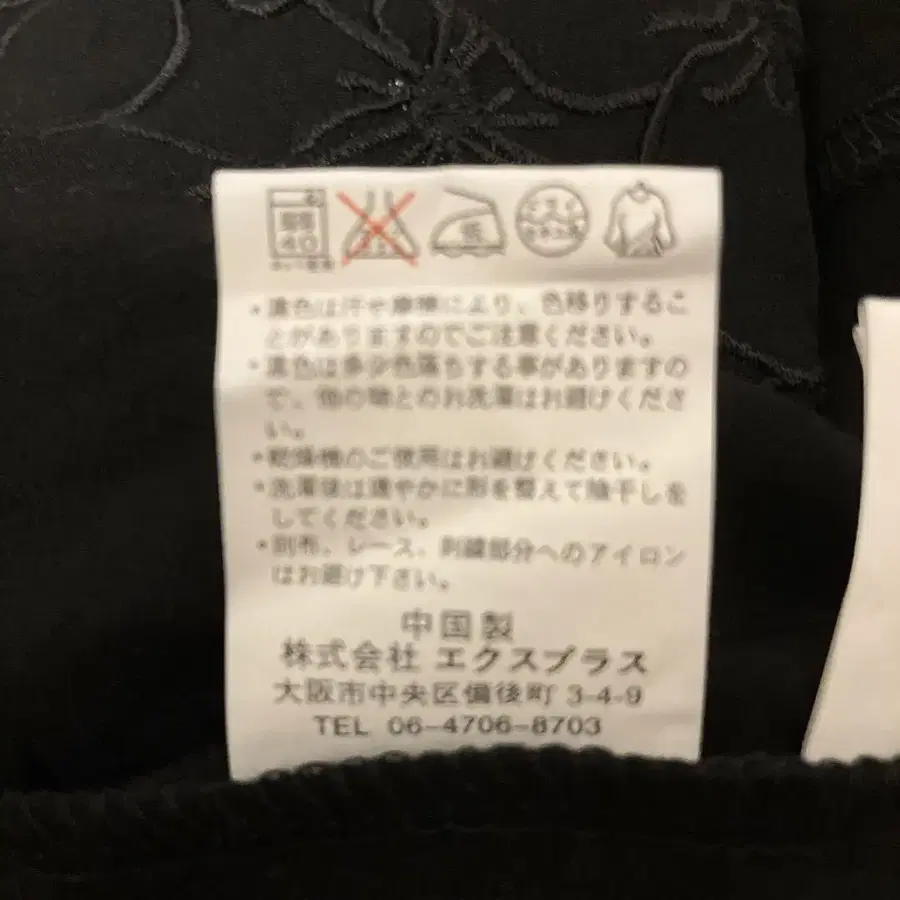 40
低
・濃色は汗や摩擦により、色移りするこ
とがありますのでご注意ください。
・濃色は多少色落ちする事がありますの
で、他の物とのお洗濯はお避けくださ
い。
・乾燥機のご使用はお避けください。
・洗濯後は速やかに形を整えて陰干しを
してください。
・別布、レース、刺繍部分へのアイロン
はお避け下さい。
中国製
株式会社 エクスプラス
大阪市中央区備後町 3-4-9
TEL 06-4706-8703